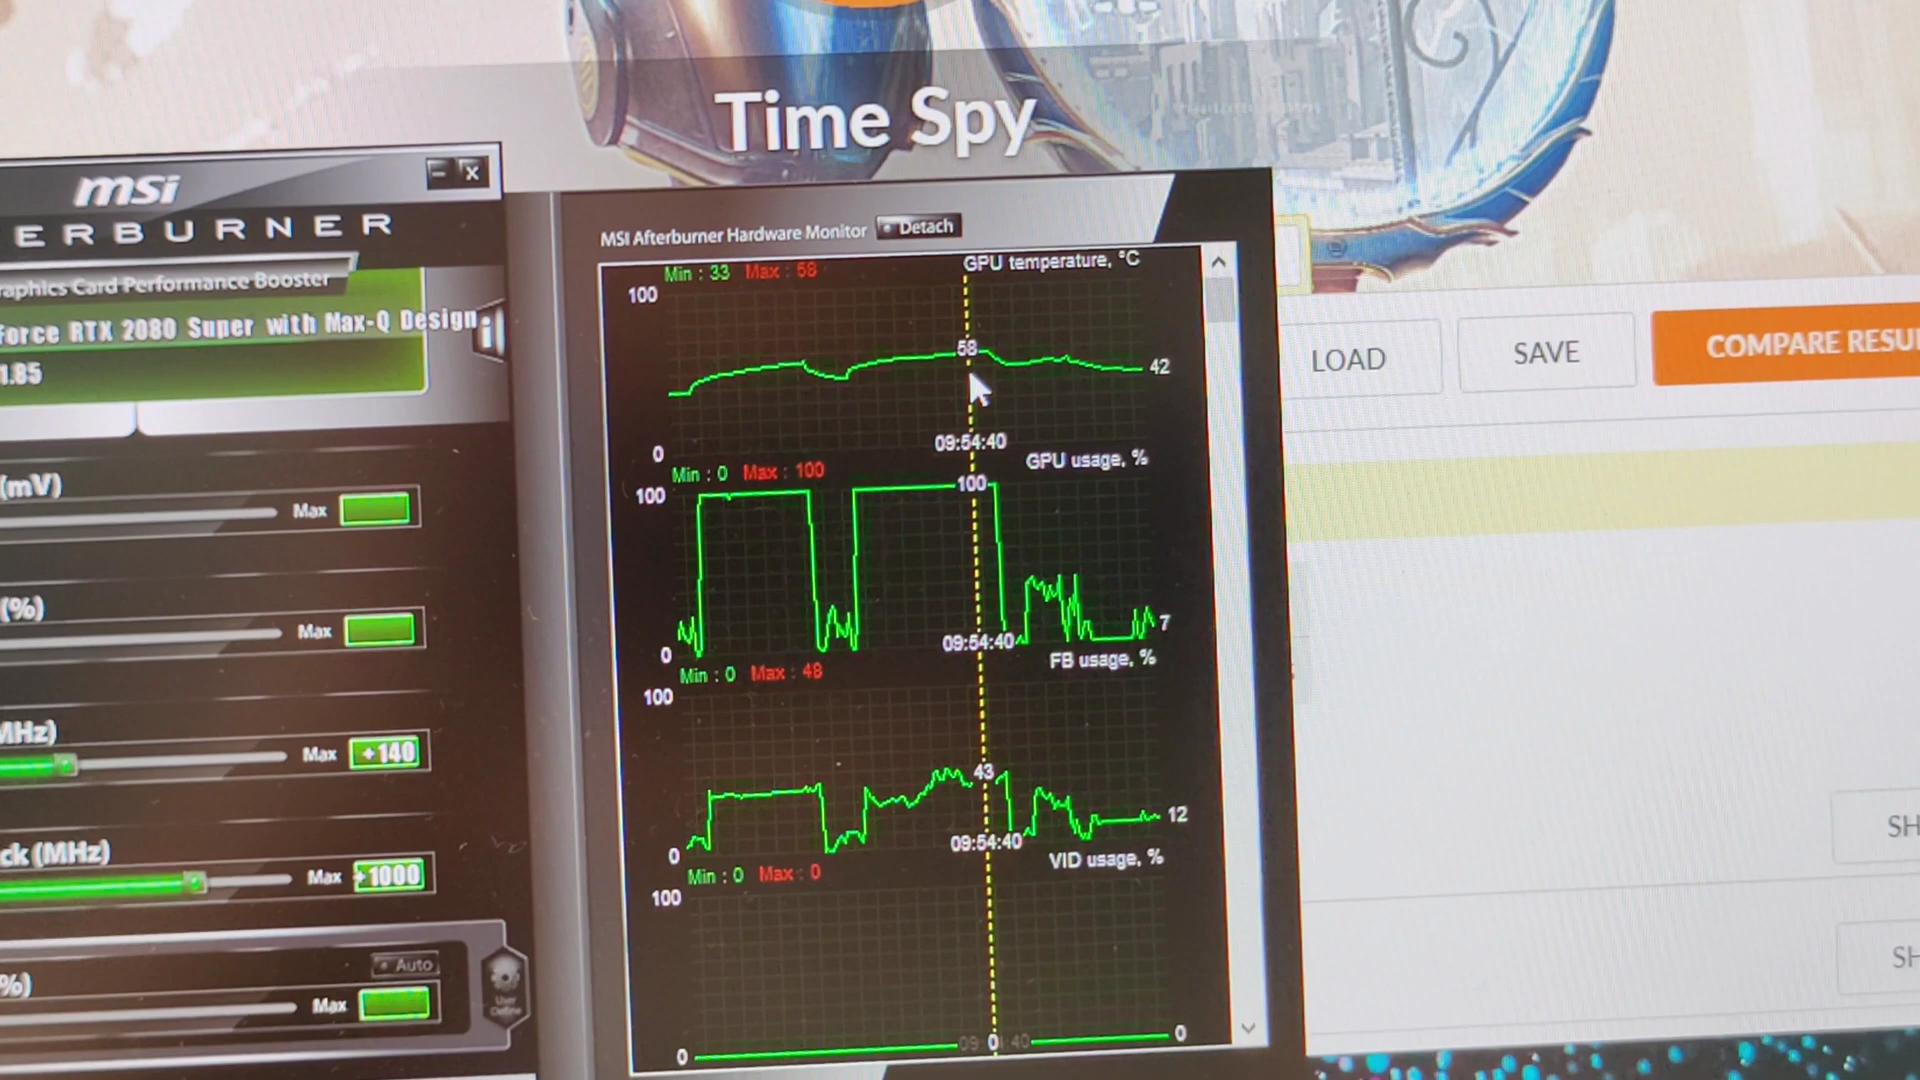 Time Spy
msi
ERBURNER
raphics Card Performance Booster
force RTX 2080 Super with Max-Q Design
1.85
i
(mV)
Max
(%)
Max
MHz)
Max +140
ck (MHz)
Max +1000
Auto
%)
Max
User
Define
MSI Afterburner Hardware Monitor
Detach
Min : 33 Max : 58
GPU temperature, °C
100
58
42
0
09:54:40
Min : 0 Max : 100
GPU usage, %
100
100
7
0
09:54:40
Min : 0 Max : 48
FB usage, %
100
43
12
0
09:54:40
Min : 0 Max : 0
VID usage, %
100
0
0
0
LOAD
SAVE
COMPARE RESU
SH
SH